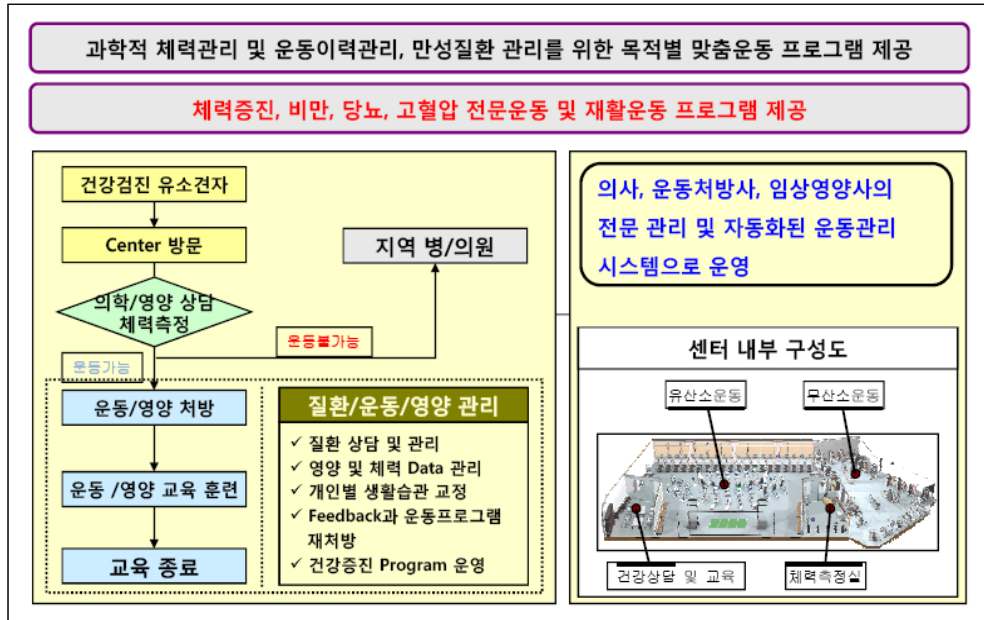 과학적 체력관리 및 운동이력관리, 만성질환 관리를 위한 목적별 맞춤운동 프로그램 제공
체력증진, 비만, 당뇨, 고혈압 전문운동 및 재활운동 프로그램 제공
건강검진 유소견자
Center 방문
지역 병/의원
의학/영양 상담
체력측정
운동불가능
운동가능
운동/영양 처방
운동 /영양 교육 훈련
교육 종료
질환/운동/영양 관리
✓ 질환 상담 및 관리
✓ 영양 및 체력 Data 관리
✓ 개인별 생활습관 교정
✓ Feedback과 운동프로그램
재처방
✓ 건강증진 Program 운영
의사, 운동처방사, 임상영양사의
전문 관리 및 자동화된 운동관리
시스템으로 운영
센터 내부 구성도
유산소운동
무산소운동
건강상담 및 교육
체력측정실